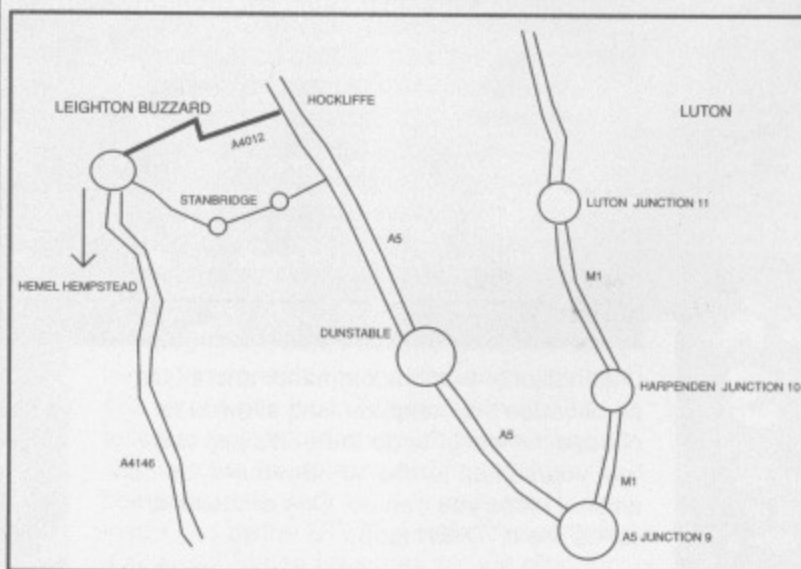 HOCKLIFFE
LEIGHTON BUZZARD
LUTON
A4012
STANBRIDGE
LUTON JUNCTION 11
A5
M1
HEMEL HEMPSTEAD
DUNSTABLE
HARPENDEN JUNCTION 10
A5
A4146
M1
A5 JUNCTION 9